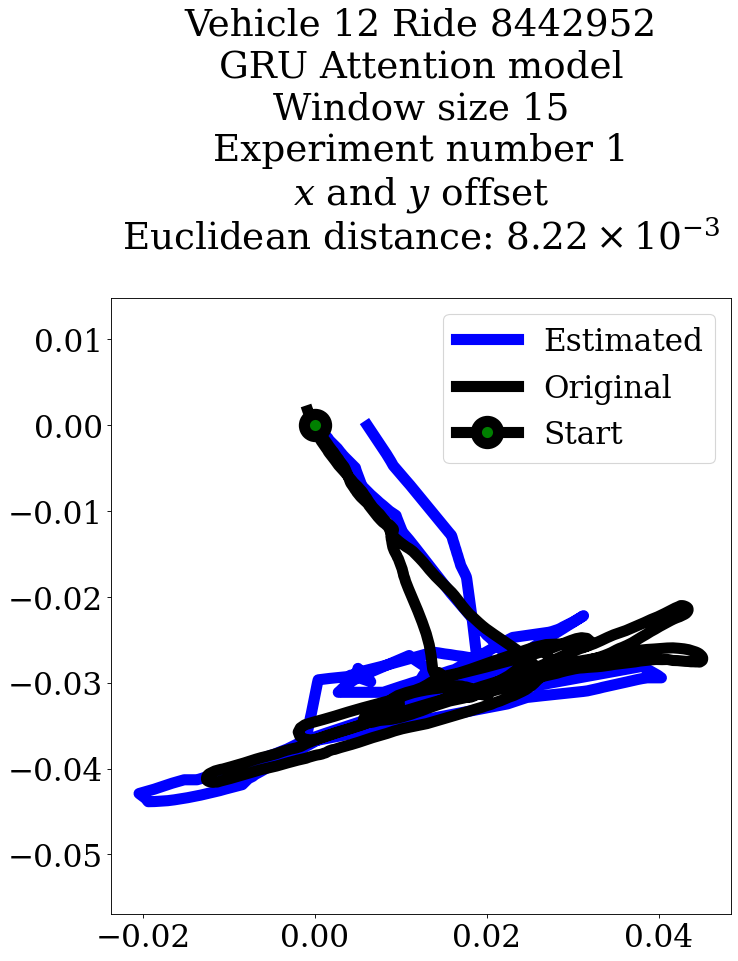 Vehicle 12 Ride 8442952
GRU Attention model
Window size 15
Experiment number 1
x and y offset
Euclidean distance: 8.22 × 10⁻³
Estimated
Original
Start
0.01
0.00
−0.01
−0.02
−0.03
−0.04
−0.05
−0.02 0.00 0.02 0.04